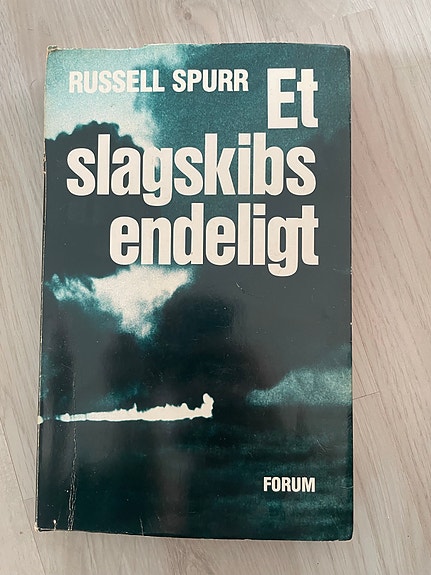 RUSSELL SPURR
Et
slagskibs
endeligt
FORUM